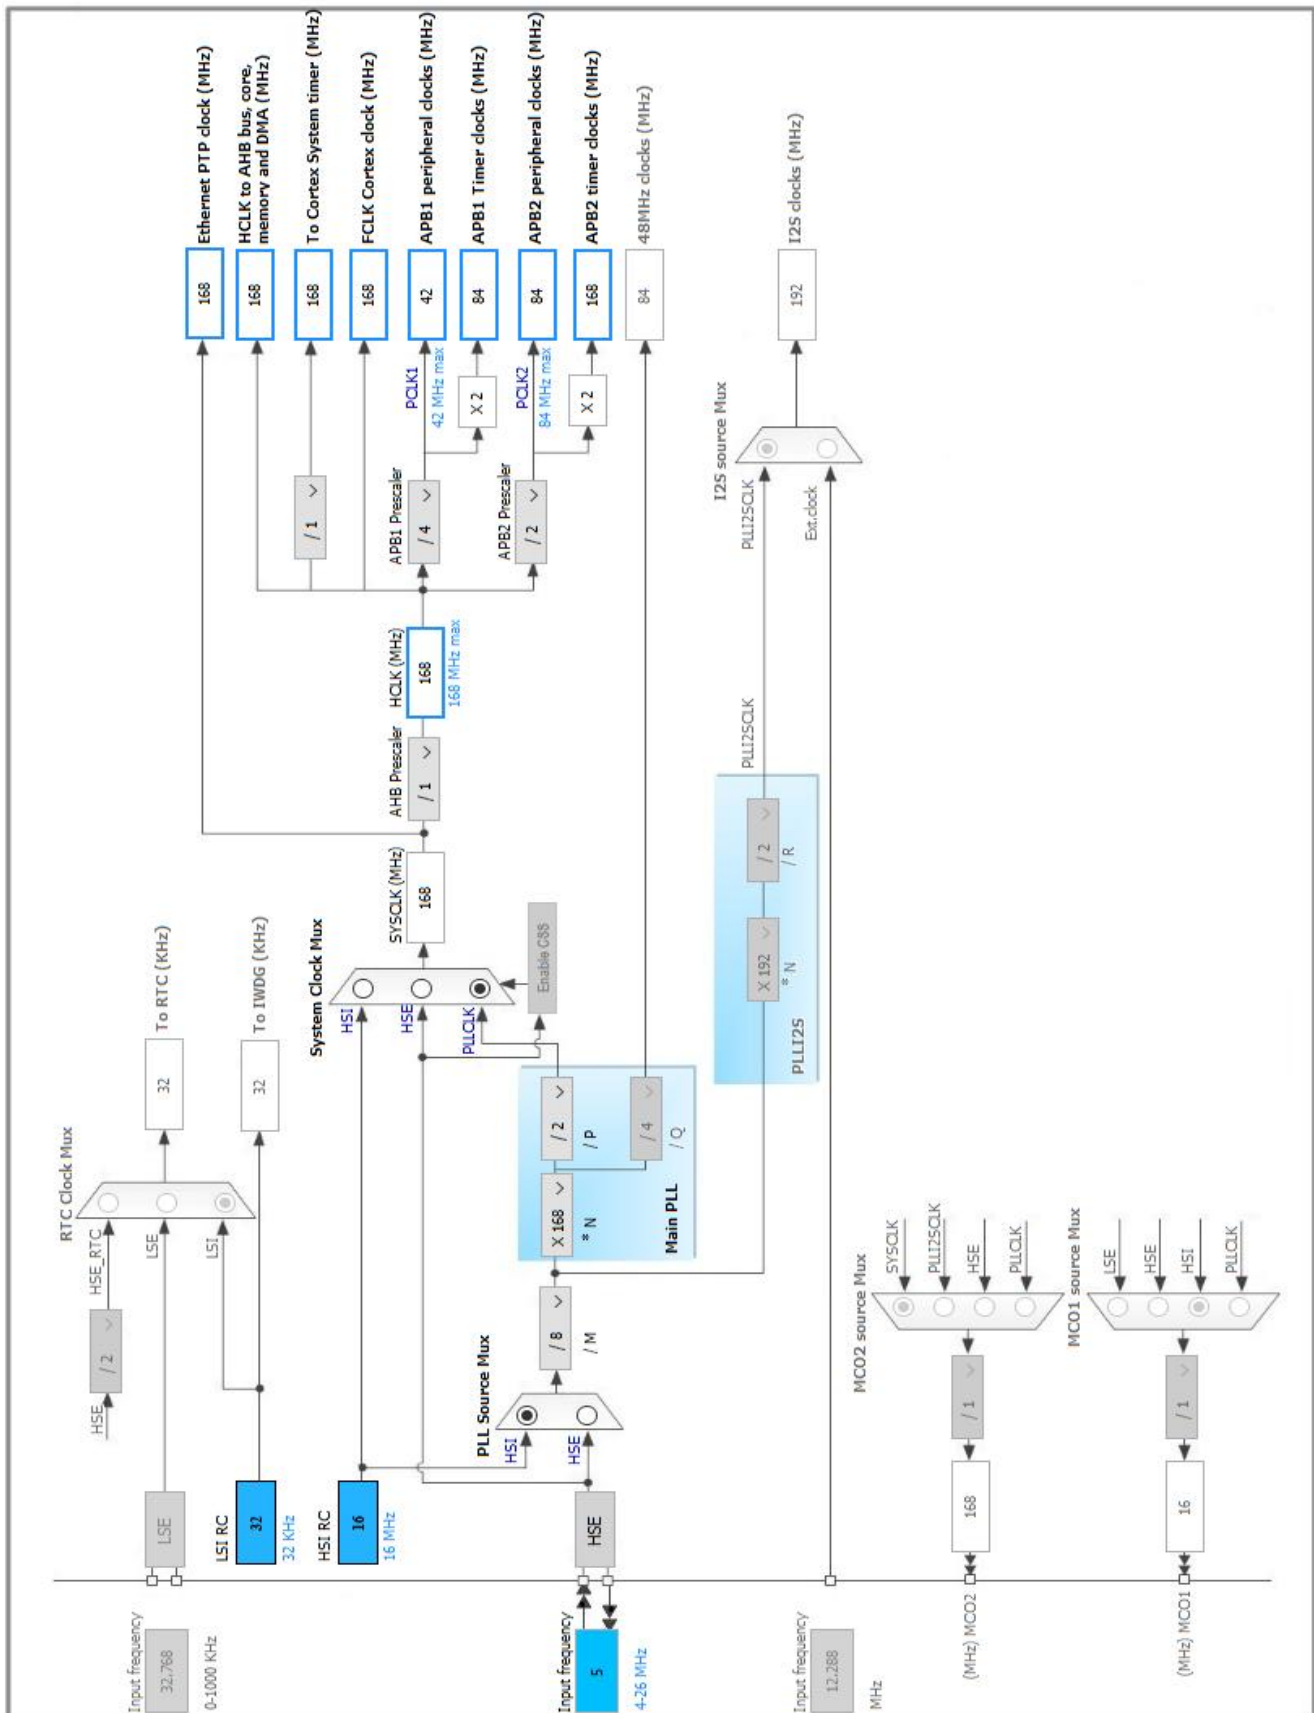 Input frequency
32.768
0-1000 KHz
LSE
HSE
/ 2
HSE_RTC
LSE
LSI
RTC Clock Mux
32
To RTC (KHz)
LSI RC
32
32 KHz
32
To IWDG (KHz)
HSI RC
16
16 MHz
Input frequency
5
4-26 MHz
HSE
PLL Source Mux
HSI
HSE
/ 8
/ M
X 168
* N
/ 2
/ P
/ 4
/ Q
Main PLL
System Clock Mux
HSI
HSE
PLLCLK
Enable CSS
SYSCLK (MHz)
168
AHB Prescaler
/ 1
HCLK (MHz)
168
168 MHz max
/ 1
APB1 Prescaler
/ 4
APB2 Prescaler
/ 2
PCLK1
42 MHz max
X 2
PCLK2
84 MHz max
X 2
168
Ethernet PTP clock (MHz)
168
HCLK to AHB bus, core,
memory and DMA (MHz)
168
To Cortex System timer (MHz)
168
FCLK Cortex clock (MHz)
42
APB1 peripheral clocks (MHz)
84
APB1 Timer clocks (MHz)
84
APB2 peripheral clocks (MHz)
168
APB2 timer clocks (MHz)
84
48MHz clocks (MHz)
X 192
* N
/ 2
/ R
PLLI2S
PLLI2SCLK
PLLI2SCLK
Ext.clock
I2S source Mux
192
I2S clocks (MHz)
Input frequency
12.288
MHz
MCO2 source Mux
SYSCLK
PLLI2SCLK
HSE
PLLCLK
/ 1
168
(MHz) MCO2
MCO1 source Mux
LSE
HSE
HSI
PLLCLK
/ 1
16
(MHz) MCO1